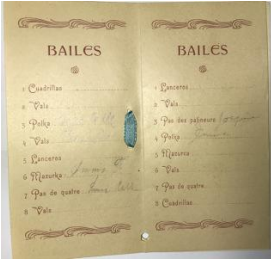 BAILES
1 Cuadrillas
2 Vals
3 Polka
4 Vals
5 Lanceros
6 Mazurka
7 Pas de quatre
8 Vals
BAILES
1 Lanceros
2 Vals
3 Pas des patineurs
4 Polka
5 Mazurca
6 Vals
7 Pas de quatre
8 Cuadrillas